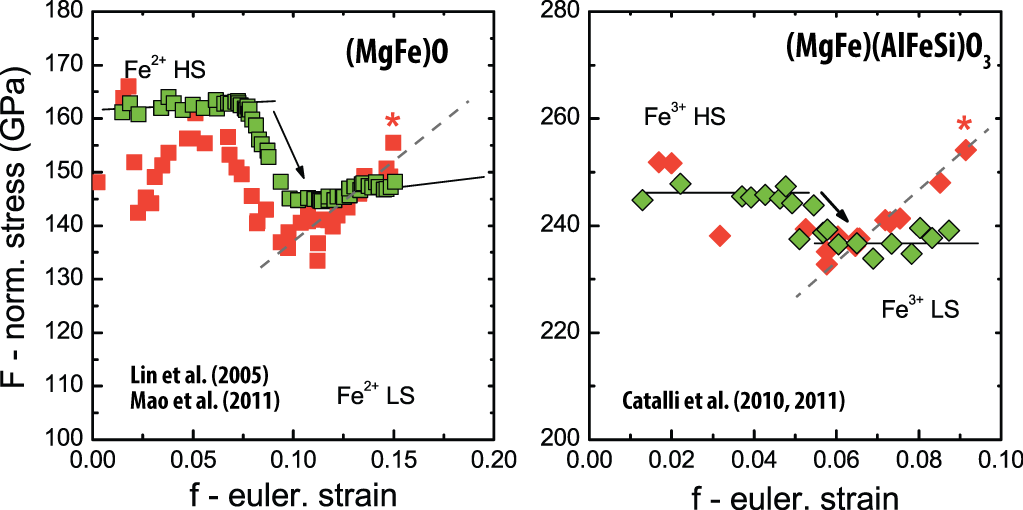 (MgFe)O
Fe2+ HS
*
Lin et al. (2005)
Mao et al. (2011)
Fe2+ LS
F - norm. stress (GPa)
180
170
160
150
140
130
120
110
100
0.00
0.05
0.10
0.15
0.20
f - euler. strain
(MgFe)(AlFeSi)O3
Fe3+ HS
*
Fe3+ LS
Catalli et al. (2010, 2011)
280
260
240
220
200
0.00
0.02
0.04
0.06
0.08
0.10
f - euler. strain